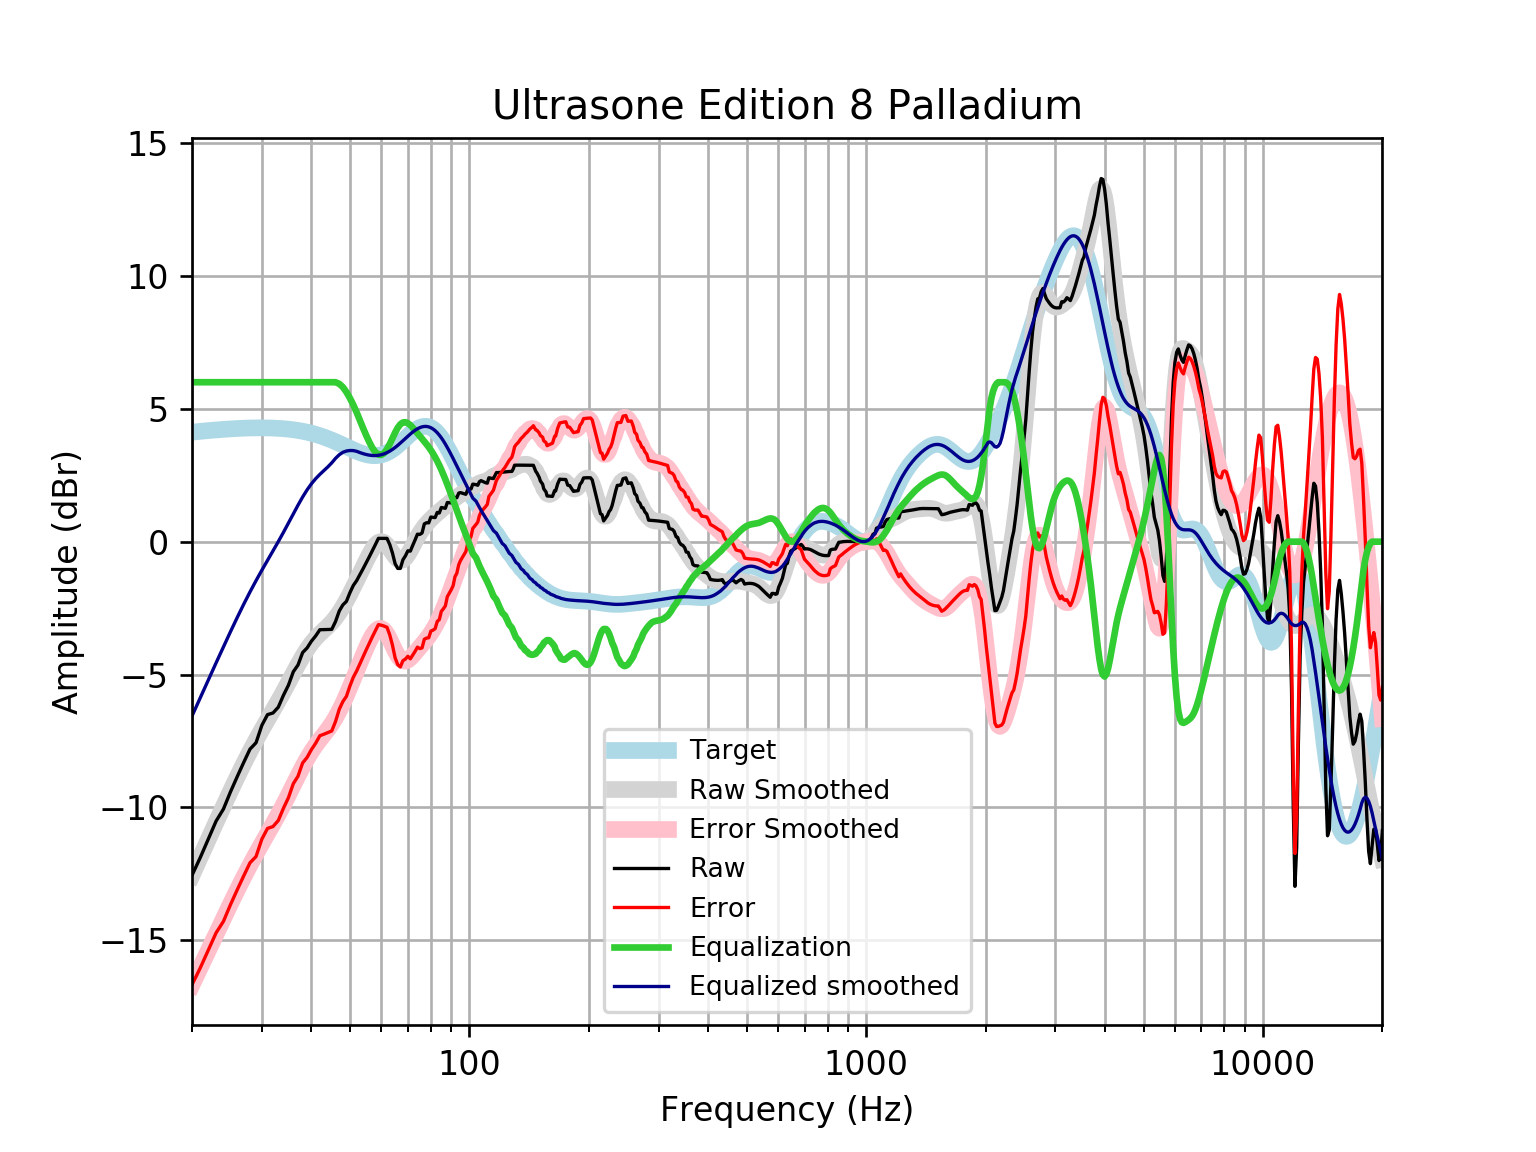 Ultrasone Edition 8 Palladium
15
10
5
0
−5
−10
−15
Amplitude (dBr)
Target
Raw Smoothed
Error Smoothed
Raw
Error
Equalization
Equalized smoothed
100 1000 10000
Frequency (Hz)